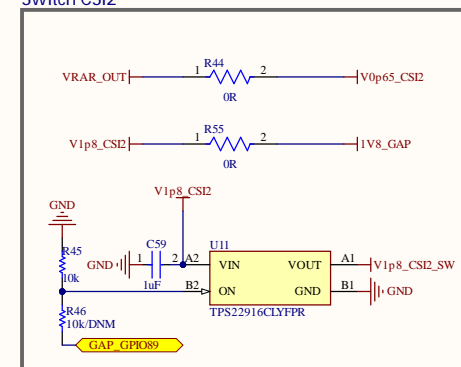 Switch CSI2
R44
VRAR_OUT 1 2 V0p65_CSI2
0R
R55
V1p8_CSI2 1 2 1V8_GAP
0R
V1p8_CSI2
GND
C59 U11
R45 GND 1 2 A2 VIN VOUT A1 V1p8_CSI2_SW
10k 1uF B2 ON GND B1 GND
R46 TPS22916CLYFPR
10k/DNM
GAP_GPIO89